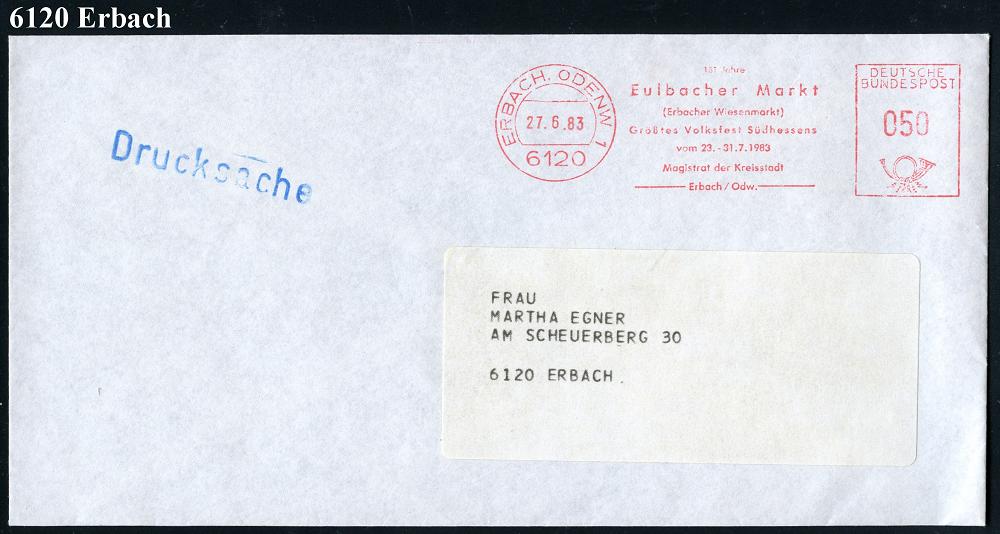 6120 Erbach
Drucksache
ERBACH, ODENW 1
27.6.83
6120
181 Jahre
Eulbacher Markt
(Erbacher Wiesenmarkt)
Größtes Volksfest Südhessens
vom 23.-31.7.1983
Magistrat der Kreisstadt
Erbach/Odw.
DEUTSCHE
BUNDESPOST
050
FRAU
MARTHA EGNER
AM SCHEUERBERG 30
6120 ERBACH.